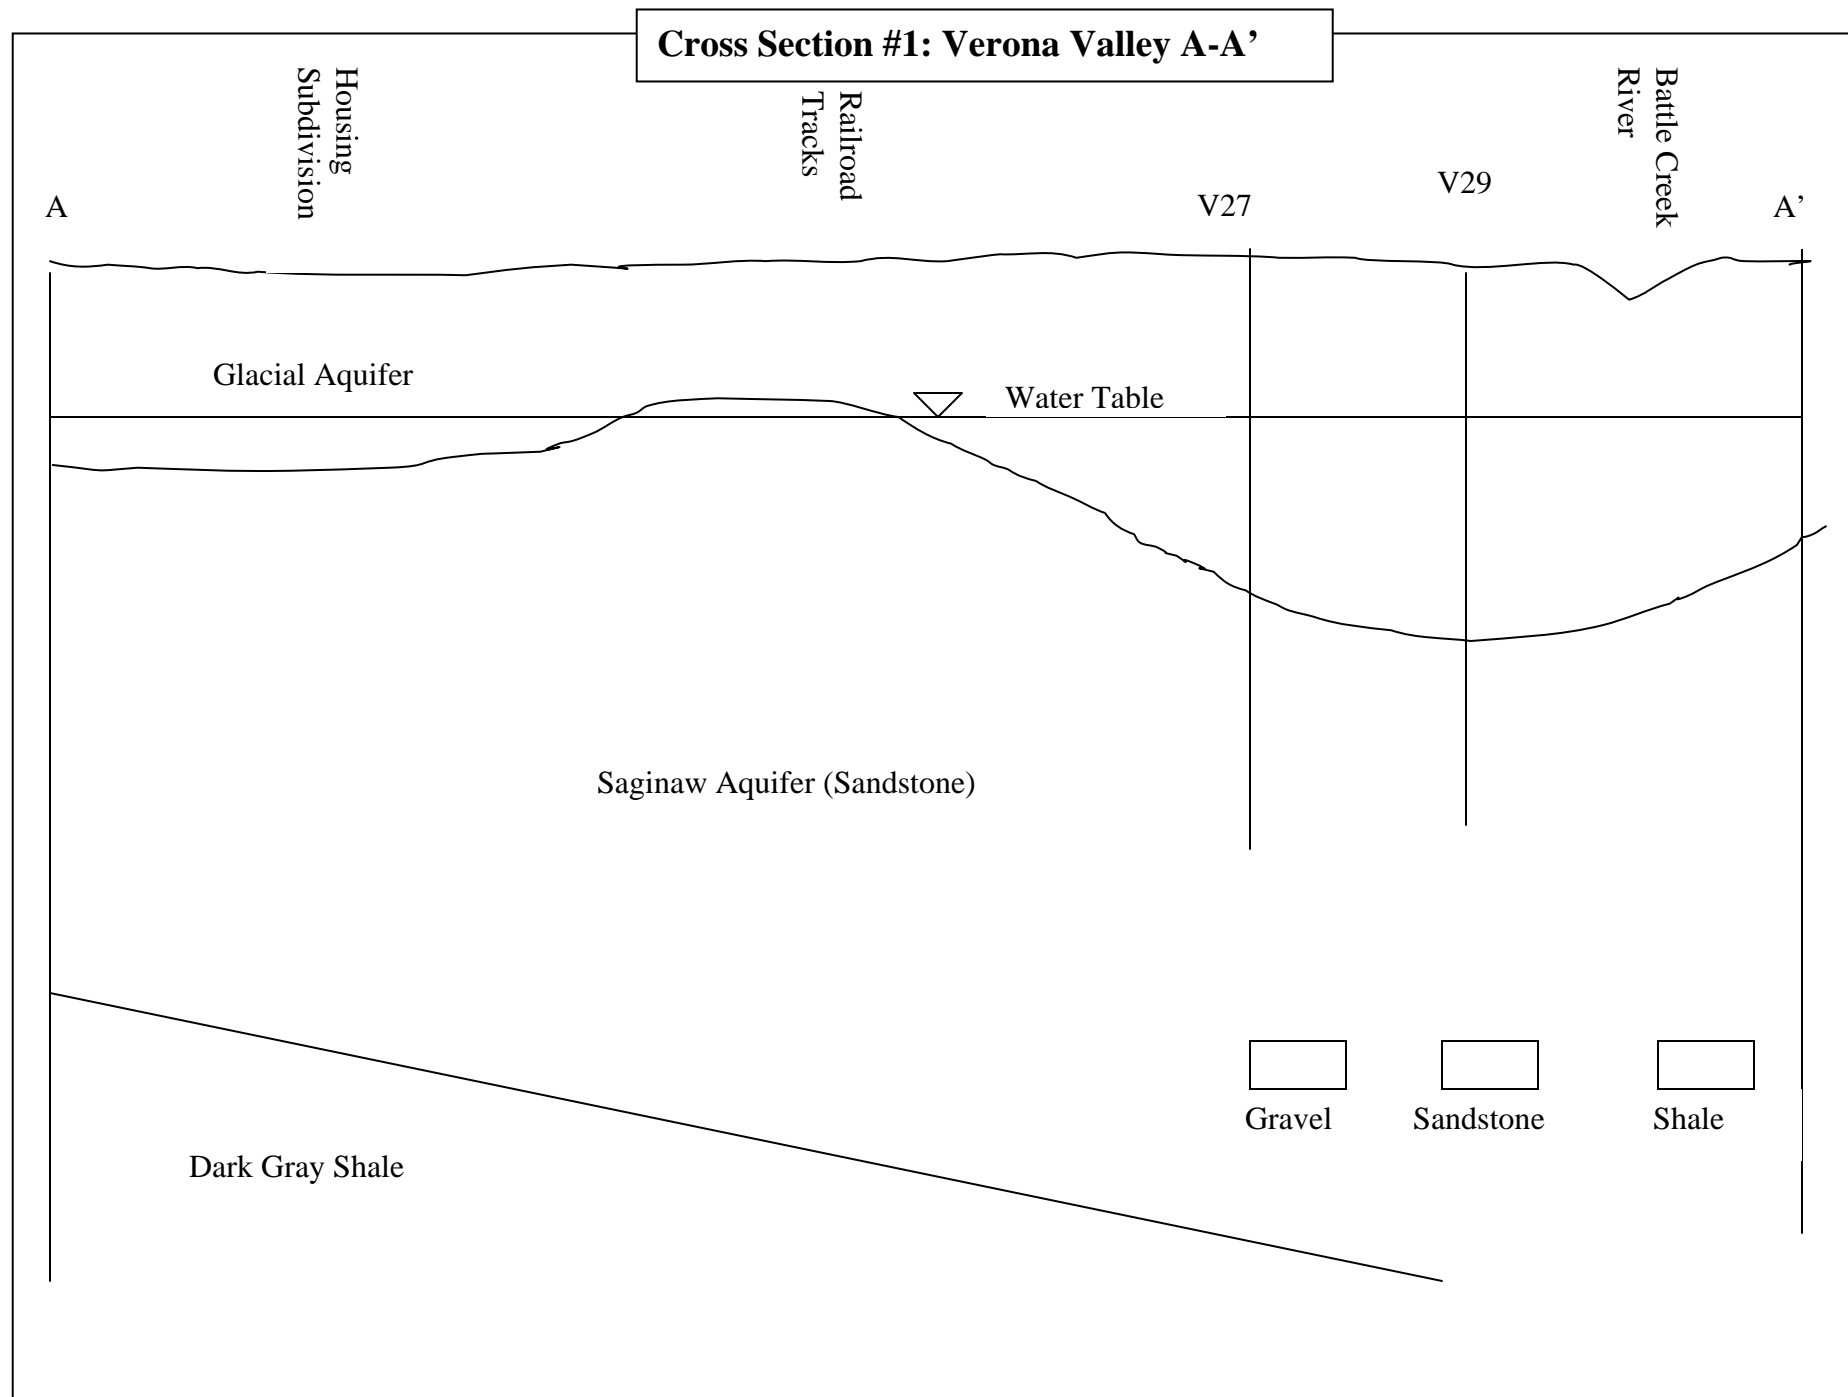 Cross Section #1: Verona Valley A-A’
Housing
Subdivision
Railroad
Tracks
Battle Creek
River
A
V27
V29
A’
Glacial Aquifer
Water Table
Saginaw Aquifer (Sandstone)
Gravel
Sandstone
Shale
Dark Gray Shale